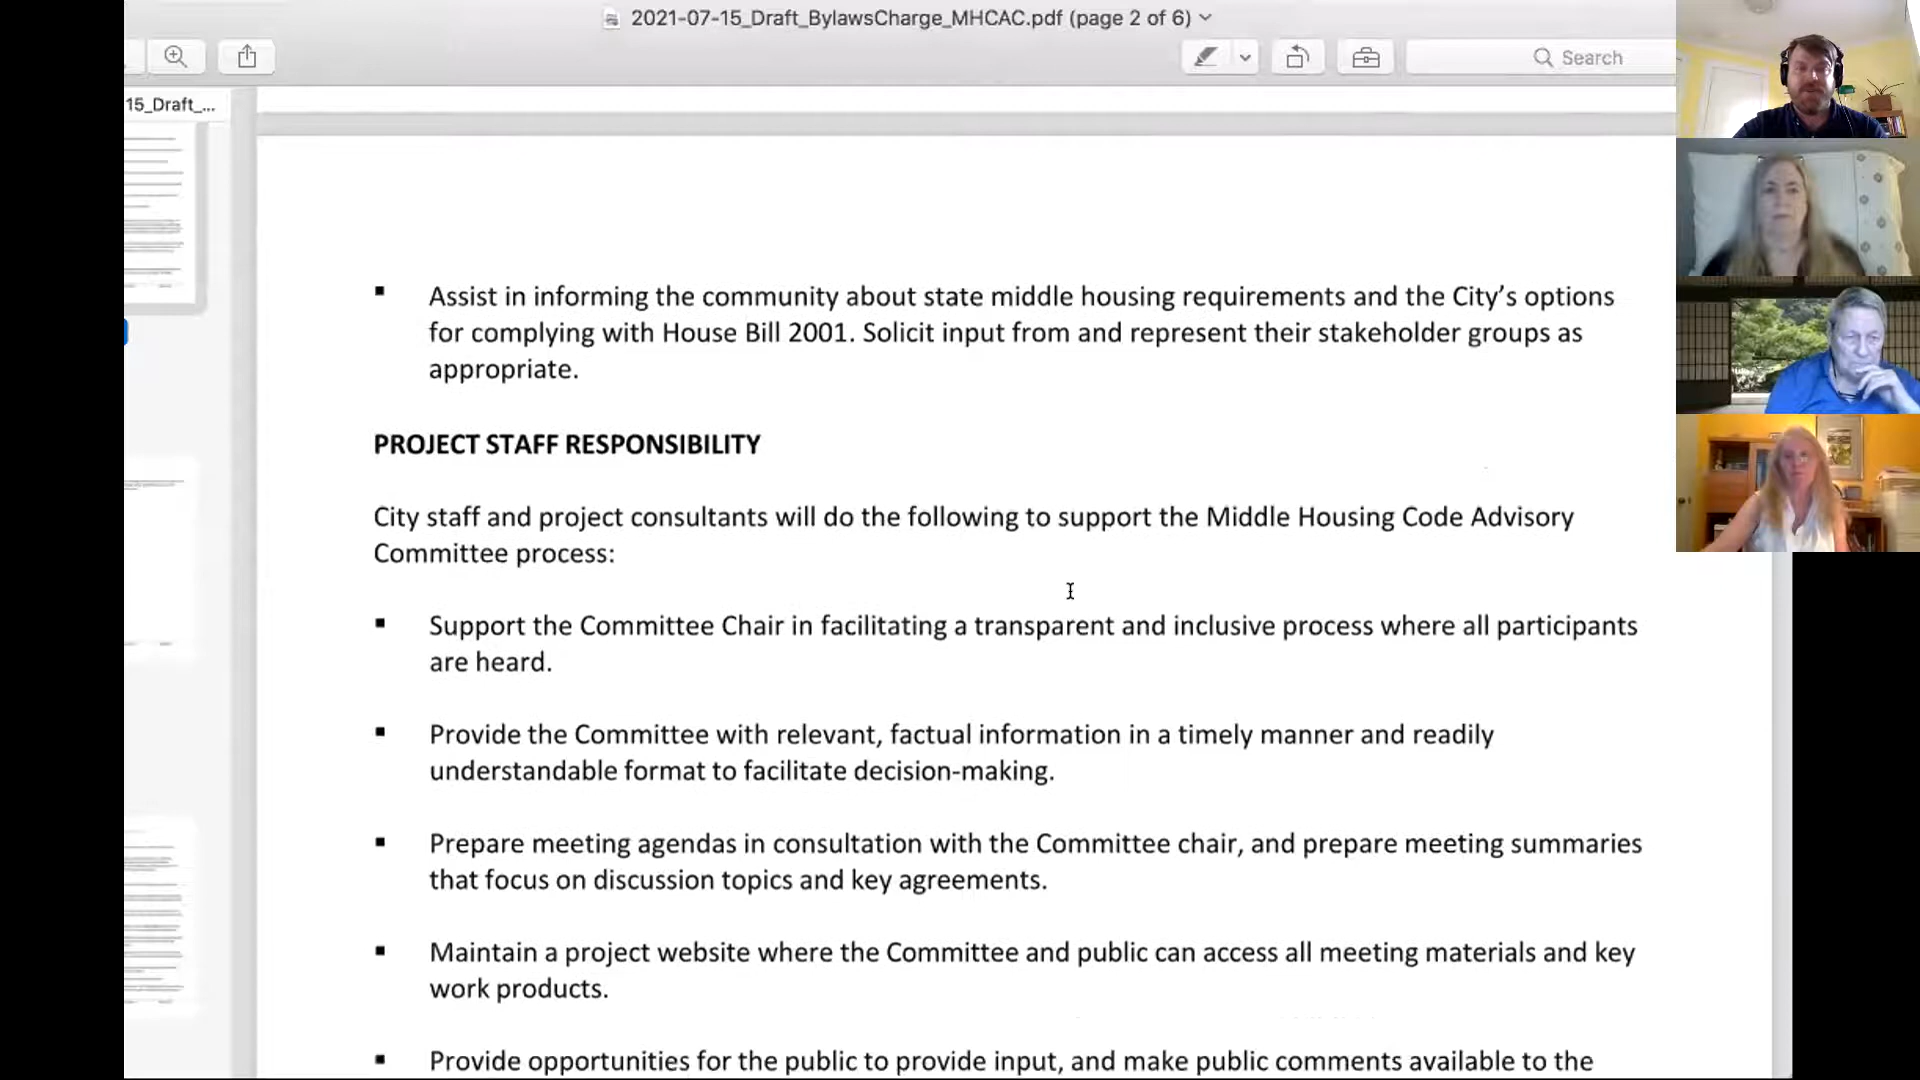 2021-07-15_Draft_BylawsCharge_MHCAC.pdf (page 2 of 6)
Search
15_Draft_...
▪ Assist in informing the community about state middle housing requirements and the City’s options
for complying with House Bill 2001. Solicit input from and represent their stakeholder groups as
appropriate.
PROJECT STAFF RESPONSIBILITY
City staff and project consultants will do the following to support the Middle Housing Code Advisory
Committee process:
▪ Support the Committee Chair in facilitating a transparent and inclusive process where all participants
are heard.
▪ Provide the Committee with relevant, factual information in a timely manner and readily
understandable format to facilitate decision-making.
▪ Prepare meeting agendas in consultation with the Committee chair, and prepare meeting summaries
that focus on discussion topics and key agreements.
▪ Maintain a project website where the Committee and public can access all meeting materials and key
work products.
▪ Provide opportunities for the public to provide input, and make public comments available to the